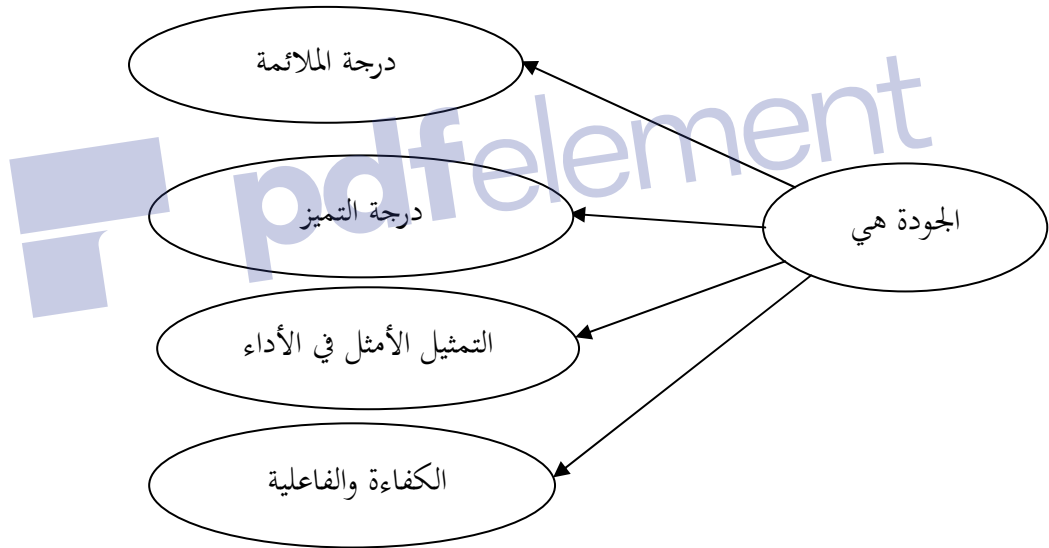 درجة الملائمة
درجة التميز
الجودة هي
التمثيل الأمثل في الأداء
الكفاءة والفاعلية
pdfelement